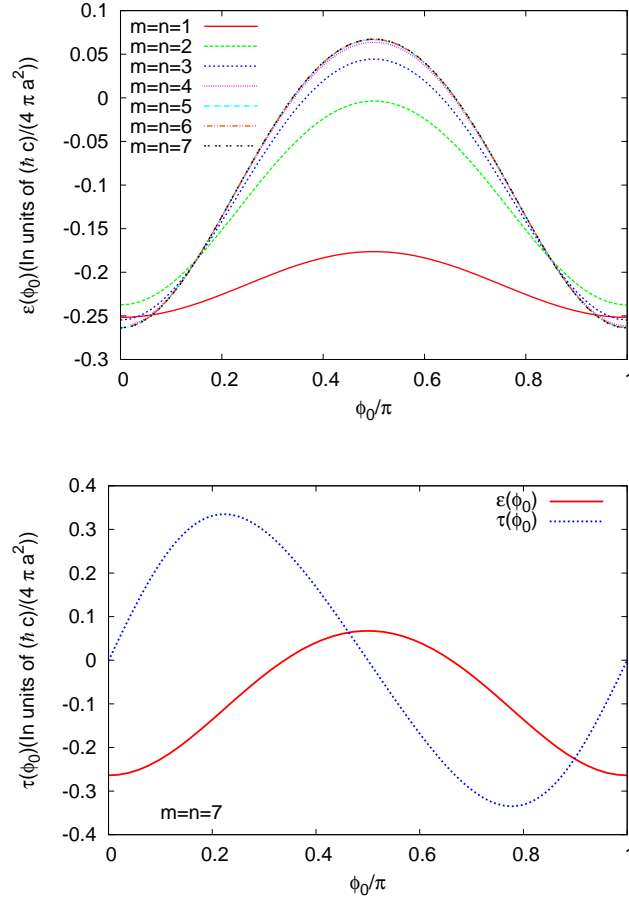 m=n=1
m=n=2
m=n=3
m=n=4
m=n=5
m=n=6
m=n=7
0.1
0.05
0
-0.05
-0.1
-0.15
-0.2
-0.25
-0.3
ε(ϕ₀)(In units of (ℏ c)/(4 π a²))
0 0.2 0.4 0.6 0.8 1
ϕ₀/π
ε(ϕ₀)
τ(ϕ₀)
0.4
0.3
0.2
0.1
0
-0.1
-0.2
-0.3
-0.4
τ(ϕ₀)(In units of (ℏ c)/(4 π a²))
m=n=7
0 0.2 0.4 0.6 0.8 1
ϕ₀/π